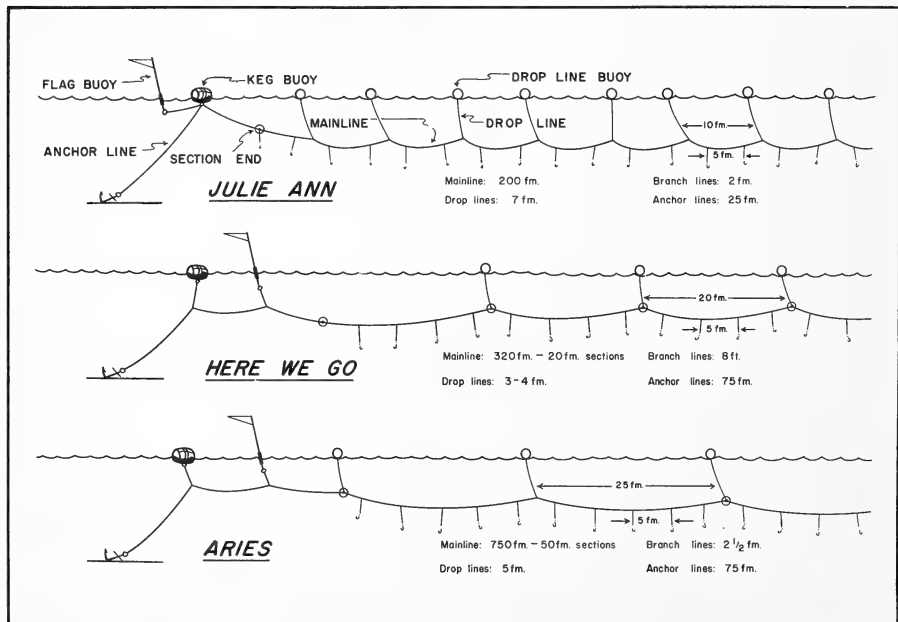 FLAG BUOY
KEG BUOY
DROP LINE BUOY
MAINLINE
DROP LINE
ANCHOR LINE
SECTION END
10 fm.
5 fm.
JULIE ANN
Mainline: 200 fm.
Branch lines: 2 fm.
Drop lines: 7 fm.
Anchor lines: 25 fm.
20 fm.
5 fm.
HERE WE GO
Mainline: 320 fm. – 20 fm. sections
Branch lines: 8 ft.
Drop lines: 3 - 4 fm.
Anchor lines: 75 fm.
25 fm.
5 fm.
ARIES
Mainline: 750 fm. – 50 fm. sections
Branch lines: 2 1/2 fm.
Drop lines: 5 fm.
Anchor lines: 75 fm.